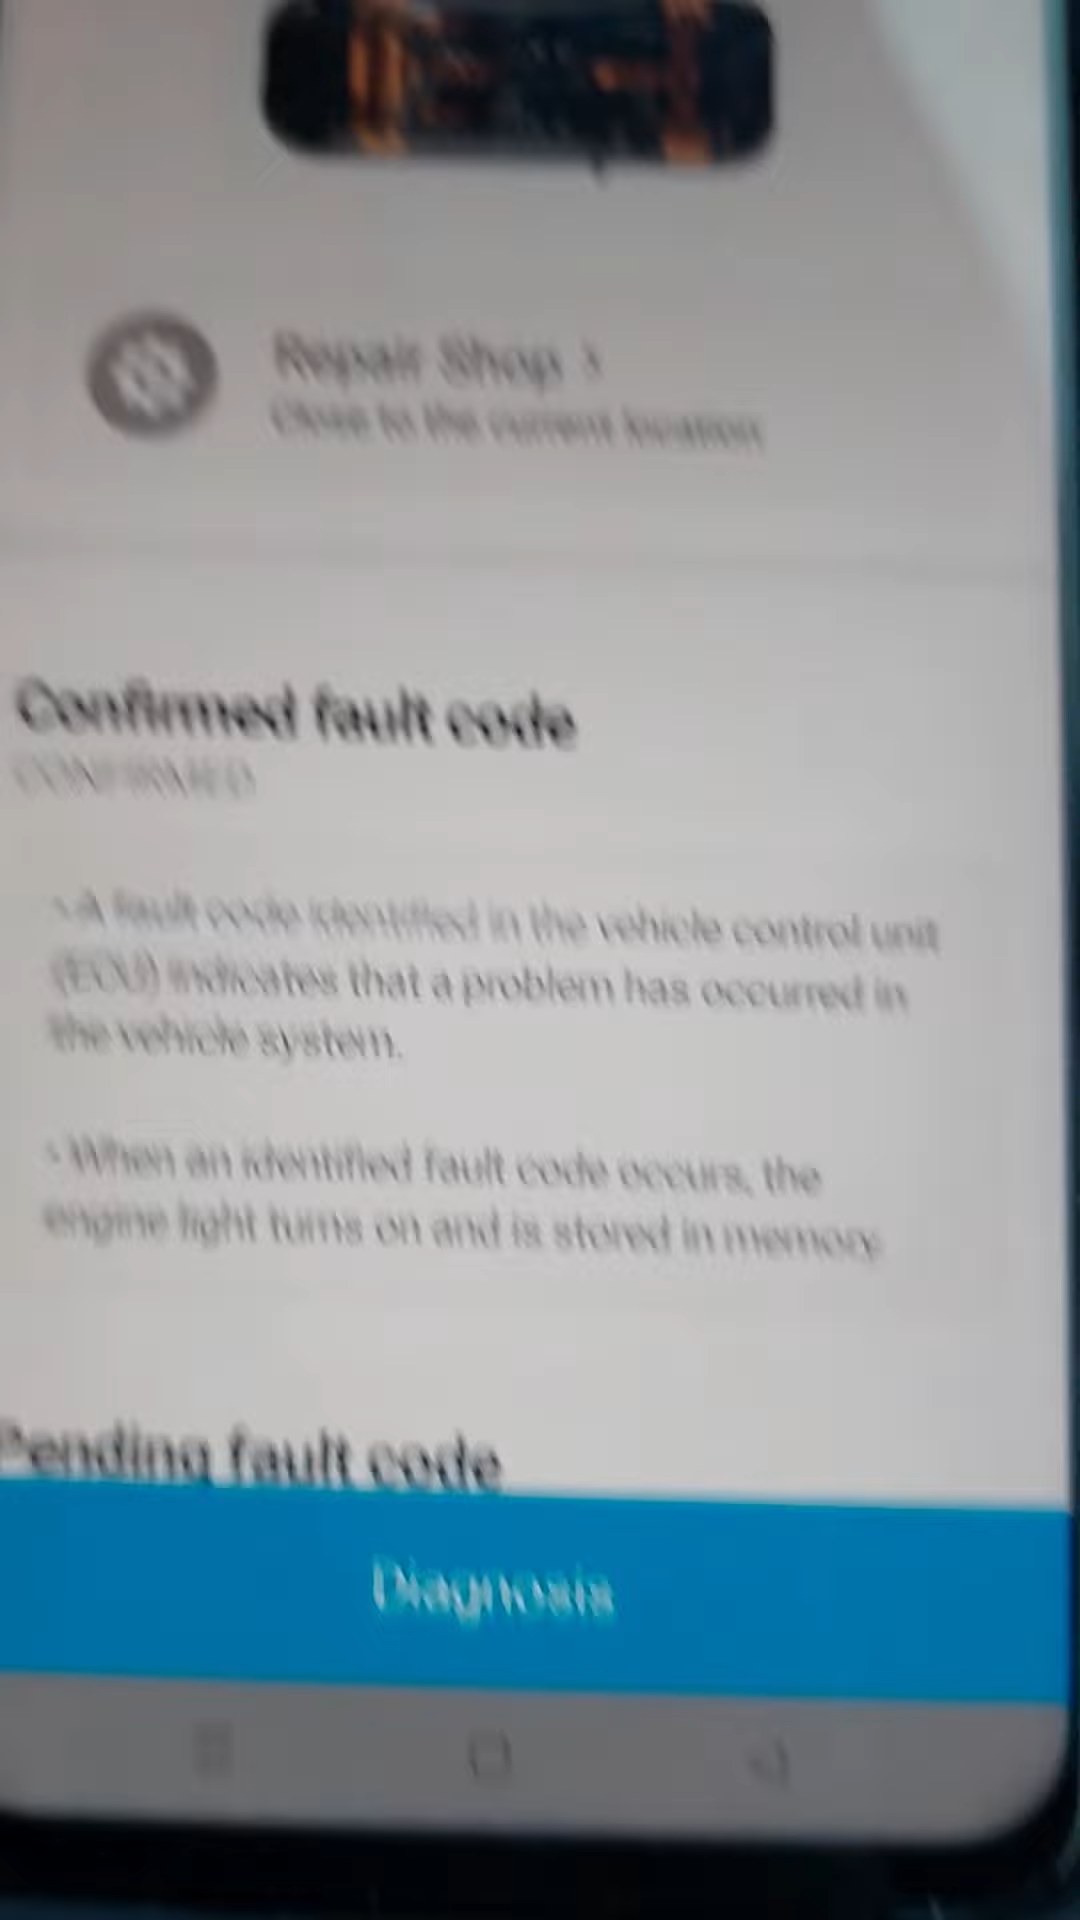 Repair Shop >
Close to the current location
Confirmed fault code
CONFIRMED
• A fault code identified in the vehicle control unit
(ECU) indicates that a problem has occurred in
the vehicle system.
• When an identified fault code occurs, the
engine light turns on and is stored in memory.
Pending fault code
Diagnosis